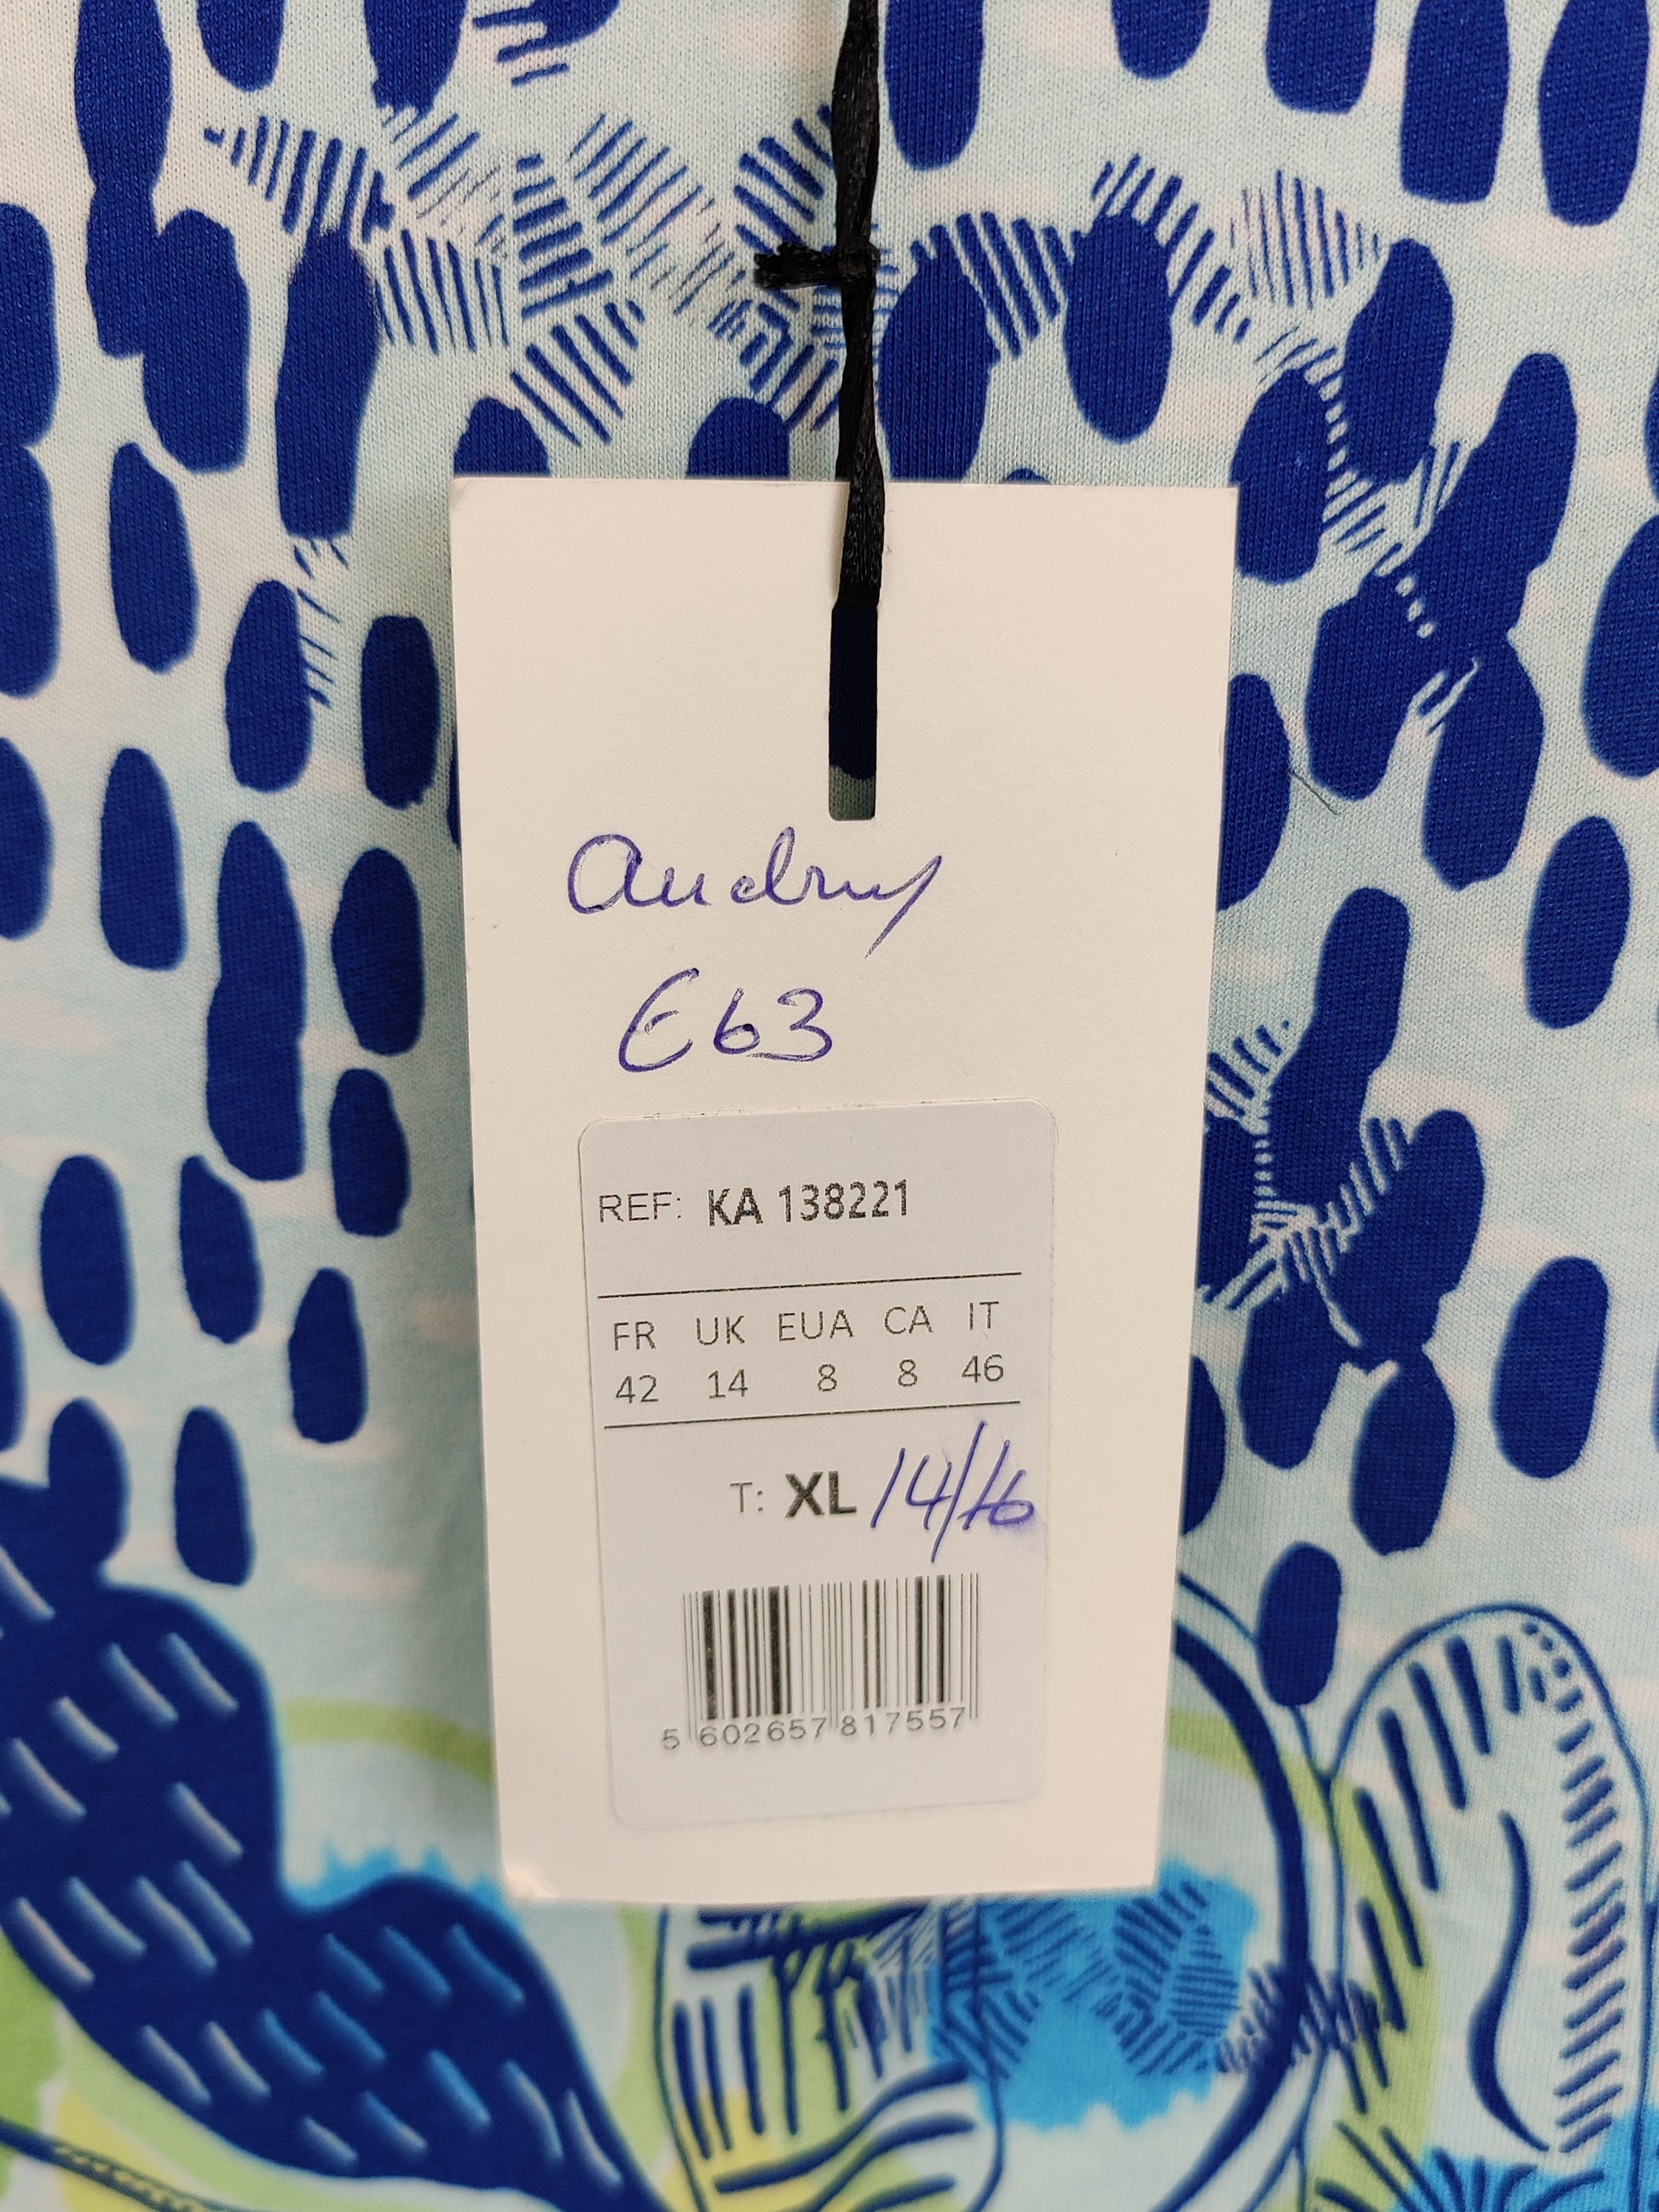 Audrey
E63
REF: KA 138221
FR UK EUA CA IT
42 14 8 8 46
T: XL 14/16
5 602657 817557